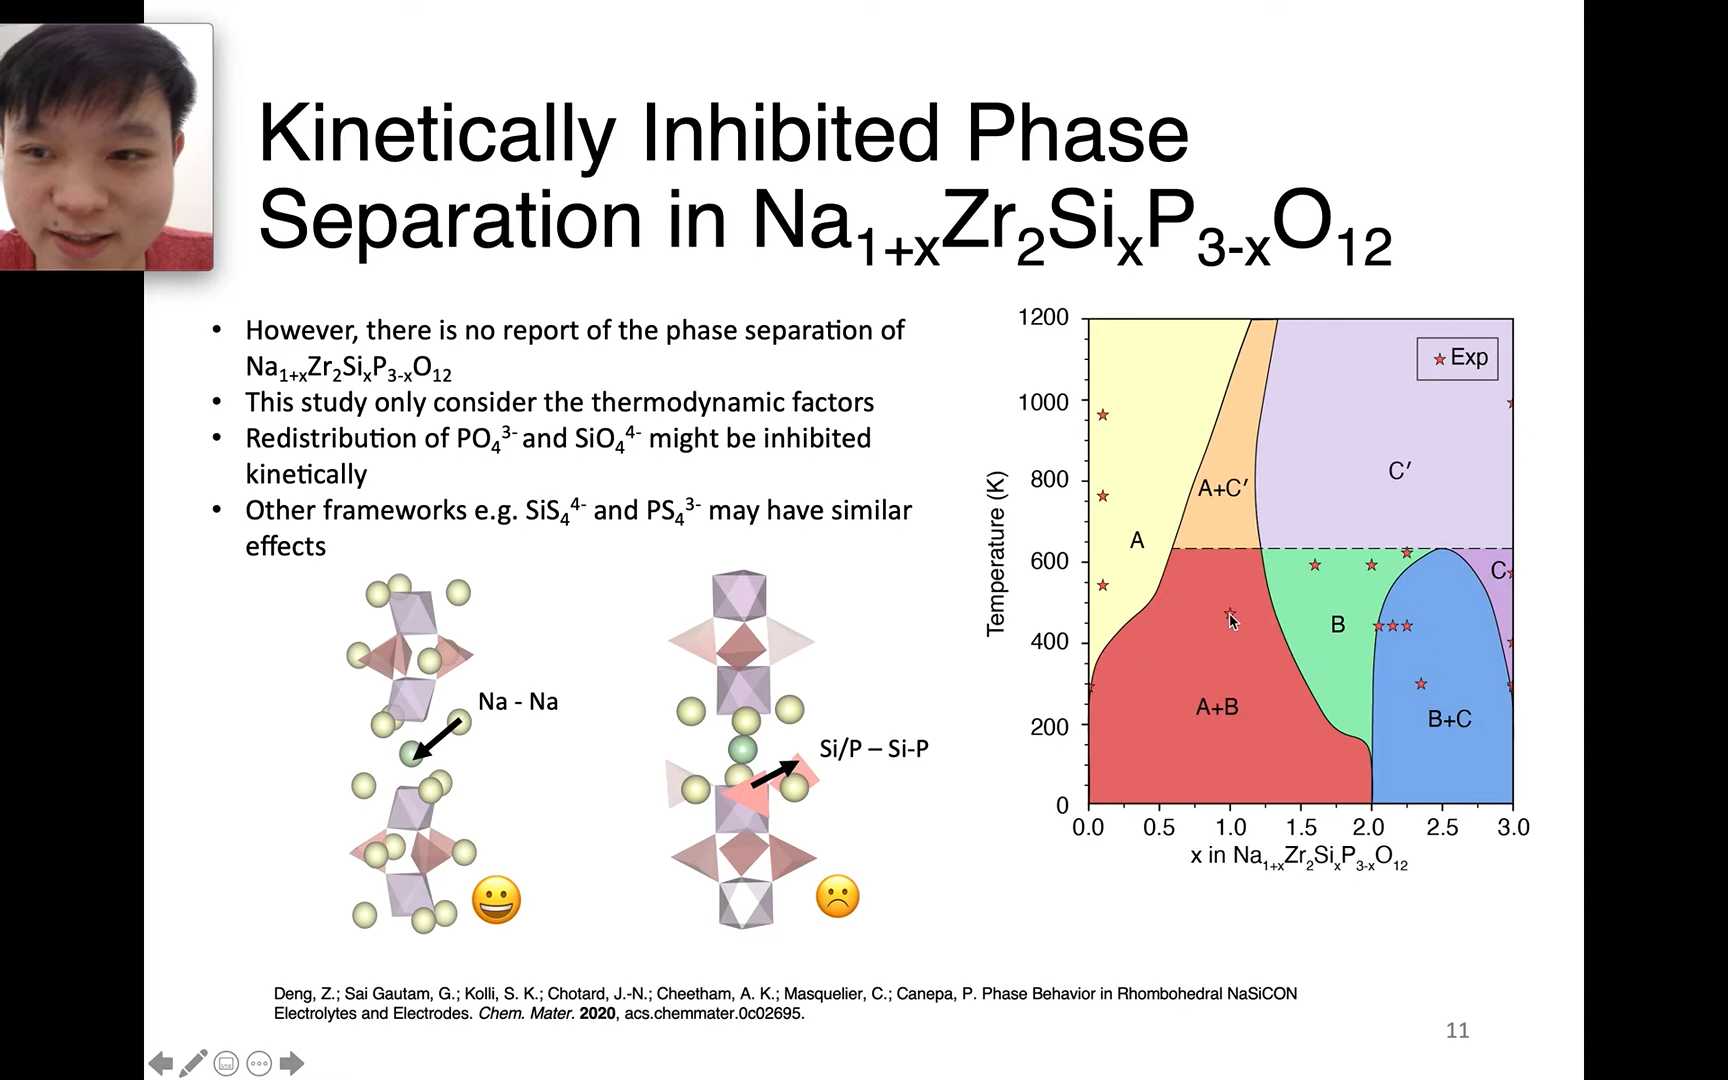 Kinetically Inhibited Phase
Separation in Na₁₊ₓZr₂SiₓP₃₋ₓO₁₂
• However, there is no report of the phase separation of
Na₁₊ₓZr₂SiₓP₃₋ₓO₁₂
• This study only consider the thermodynamic factors
• Redistribution of PO₄³⁻ and SiO₄⁴⁻ might be inhibited
kinetically
• Other frameworks e.g. SiS₄⁴⁻ and PS₄³⁻ may have similar
effects
Na - Na
Si/P – Si-P
Temperature (K)
1200
1000
800
600
400
200
0
Exp
C′
A+C′
A
C
B
A+B
B+C
0.0 0.5 1.0 1.5 2.0 2.5 3.0
x in Na₁₊ₓZr₂SiₓP₃₋ₓO₁₂
Deng, Z.; Sai Gautam, G.; Kolli, S. K.; Chotard, J.-N.; Cheetham, A. K.; Masquelier, C.; Canepa, P. Phase Behavior in Rhombohedral NaSiCON
Electrolytes and Electrodes. Chem. Mater. 2020, acs.chemmater.0c02695.
11